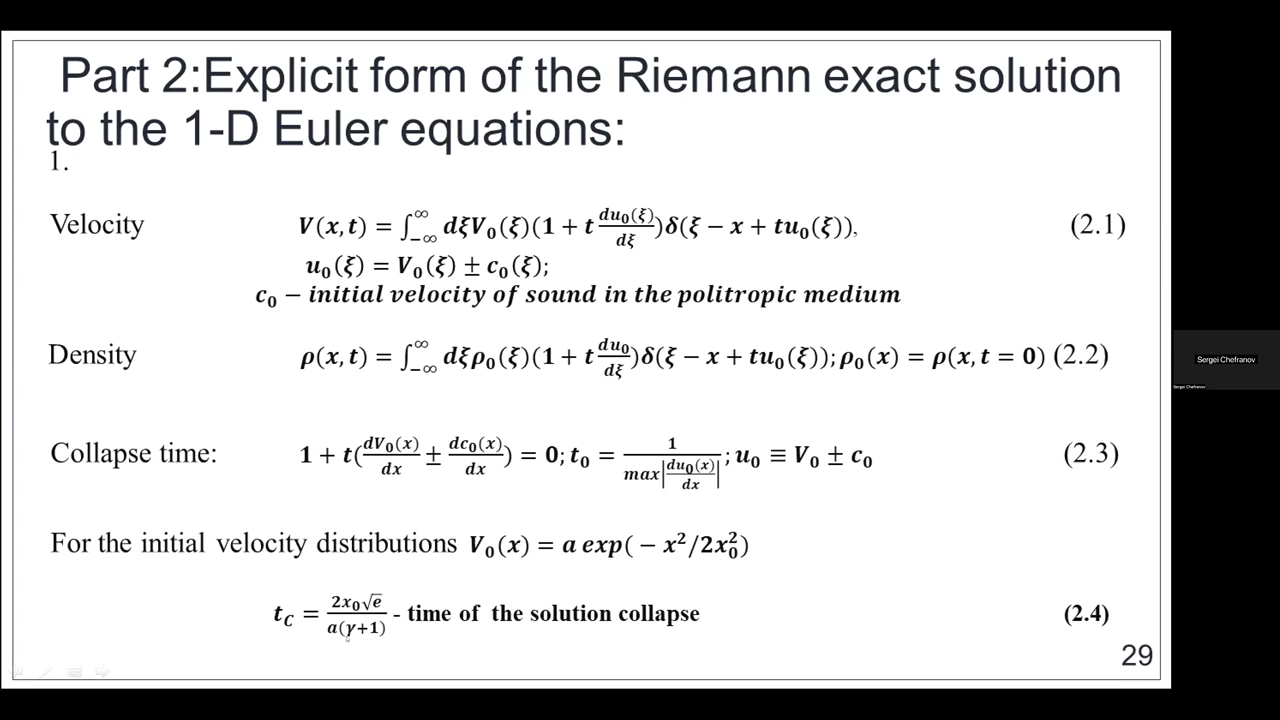 Part 2:Explicit form of the Riemann exact solution
to the 1-D Euler equations:
1.
Velocity V(x, t) = ∫_{-∞}^{∞} dξV₀(ξ)(1 + t du₀(ξ)/dξ)δ(ξ − x + tu₀(ξ)), (2.1)
u₀(ξ) = V₀(ξ) ± c₀(ξ);
c₀ − initial velocity of sound in the politropic medium
Density ρ(x, t) = ∫_{-∞}^{∞} dξρ₀(ξ)(1 + t du₀/dξ)δ(ξ − x + tu₀(ξ)); ρ₀(x) = ρ(x, t = 0) (2.2)
Collapse time: 1 + t(dV₀(x)/dx ± dc₀(x)/dx) = 0; t₀ = 1/max|du₀(x)/dx|; u₀ ≡ V₀ ± c₀ (2.3)
For the initial velocity distributions V₀(x) = a exp(− x²/2x₀²)
t_C = 2x₀√e/a(γ+1) - time of the solution collapse (2.4)
29
Sergei Chefranov
Sergei Chefranov